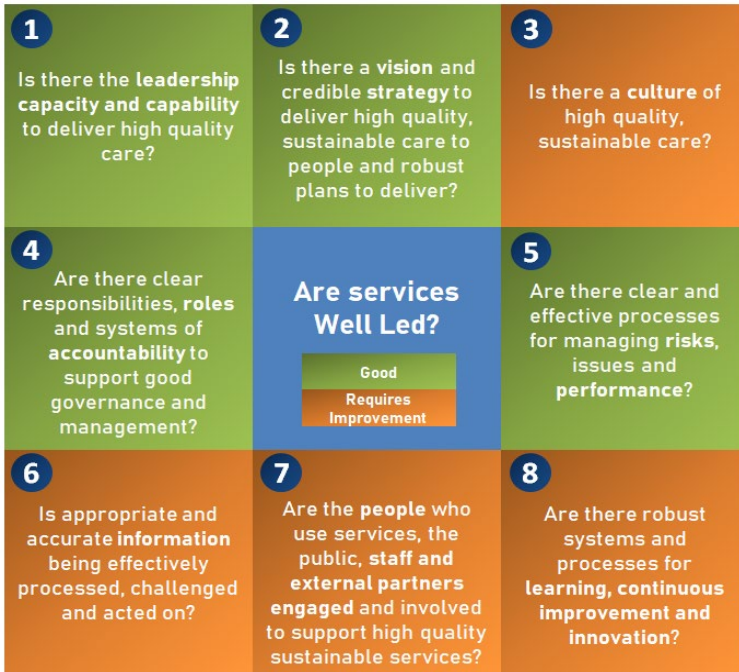 1
Is there the leadership
capacity and capability
to deliver high quality
care?
2
Is there a vision and
credible strategy to
deliver high quality,
sustainable care to
people and robust
plans to deliver?
3
Is there a culture of
high quality,
sustainable care?
4
Are there clear
responsibilities, roles
and systems of
accountability to
support good
governance and
management?
Are services
Well Led?
Good
Requires
Improvement
5
Are there clear and
effective processes
for managing risks,
issues and
performance?
6
Is appropriate and
accurate information
being effectively
processed, challenged
and acted on?
7
Are the people who
use services, the
public, staff and
external partners
engaged and involved
to support high quality
sustainable services?
8
Are there robust
systems and
processes for
learning, continuous
improvement and
innovation?